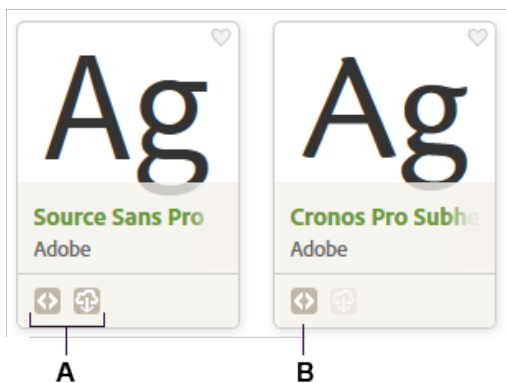 Ag
Source Sans Pro
Adobe
Ag
Cronos Pro Subhe
Adobe
A
B